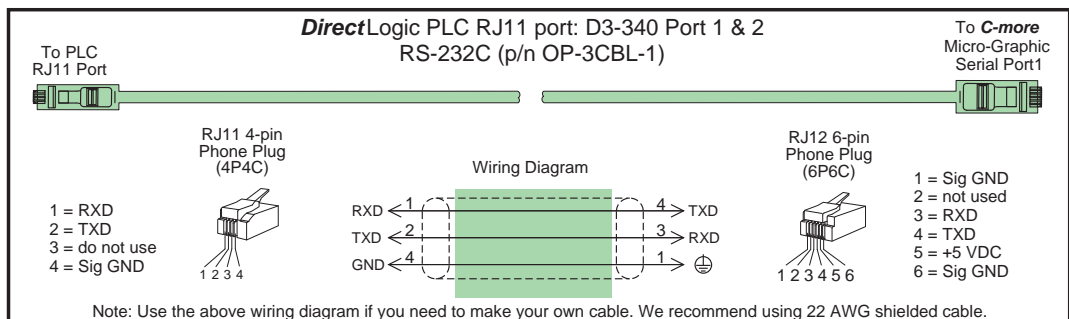 DirectLogic PLC RJ11 port: D3-340 Port 1 & 2
RS-232C (p/n OP-3CBL-1)
To PLC
RJ11 Port
To C-more
Micro-Graphic
Serial Port1
RJ11 4-pin
Phone Plug
(4P4C)
1 = RXD
2 = TXD
3 = do not use
4 = Sig GND
1 2 3 4
Wiring Diagram
RXD 1 4 TXD
TXD 2 3 RXD
GND 4 1
RJ12 6-pin
Phone Plug
(6P6C)
1 2 3 4 5 6
1 = Sig GND
2 = not used
3 = RXD
4 = TXD
5 = +5 VDC
6 = Sig GND
Note: Use the above wiring diagram if you need to make your own cable. We recommend using 22 AWG shielded cable.